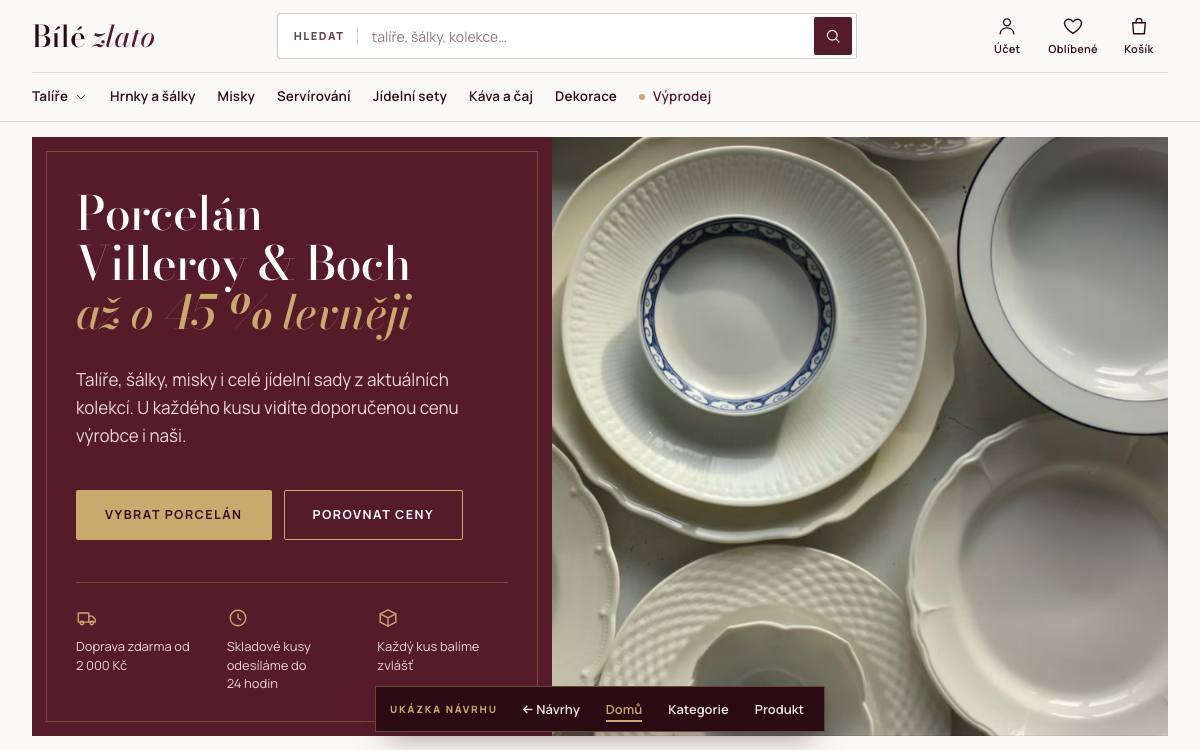 Bílé zlato
HLEDAT
talíře, šálky, kolekce…
Účet
Oblíbené
Košík
Talíře
Hrnky a šálky
Misky
Servírování
Jídelní sety
Káva a čaj
Dekorace
Výprodej
Porcelán
Villeroy & Boch
až o 45 % levněji
Talíře, šálky, misky i celé jídelní sady z aktuálních
kolekcí. U každého kusu vidíte doporučenou cenu
výrobce i naši.
VYBRAT PORCELÁN
POROVNAT CENY
Doprava zdarma od
2 000 Kč
Skladové kusy
odesíláme do
24 hodin
Každý kus balíme
zvlášť
UKÁZKA NÁVRHU
← Návrhy
Domů
Kategorie
Produkt